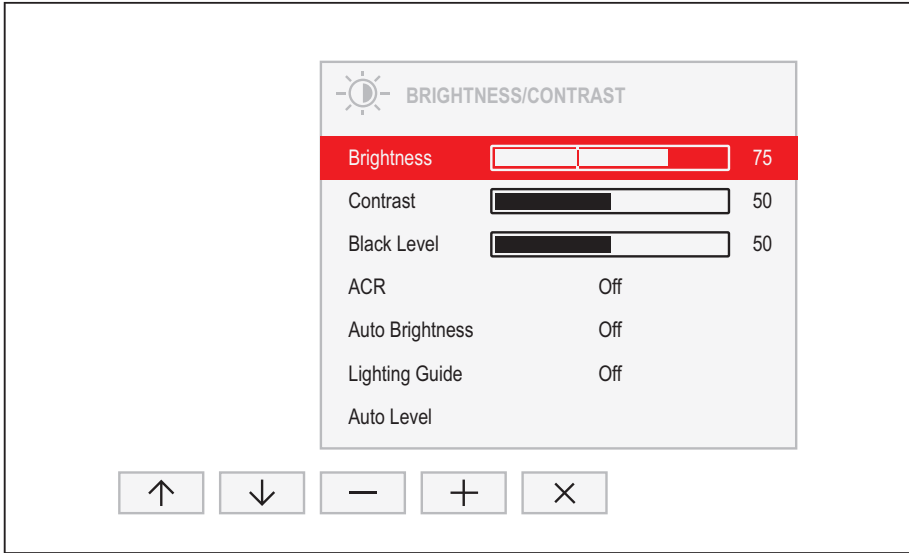 BRIGHTNESS/CONTRAST
Brightness 75
Contrast 50
Black Level 50
ACR Off
Auto Brightness Off
Lighting Guide Off
Auto Level